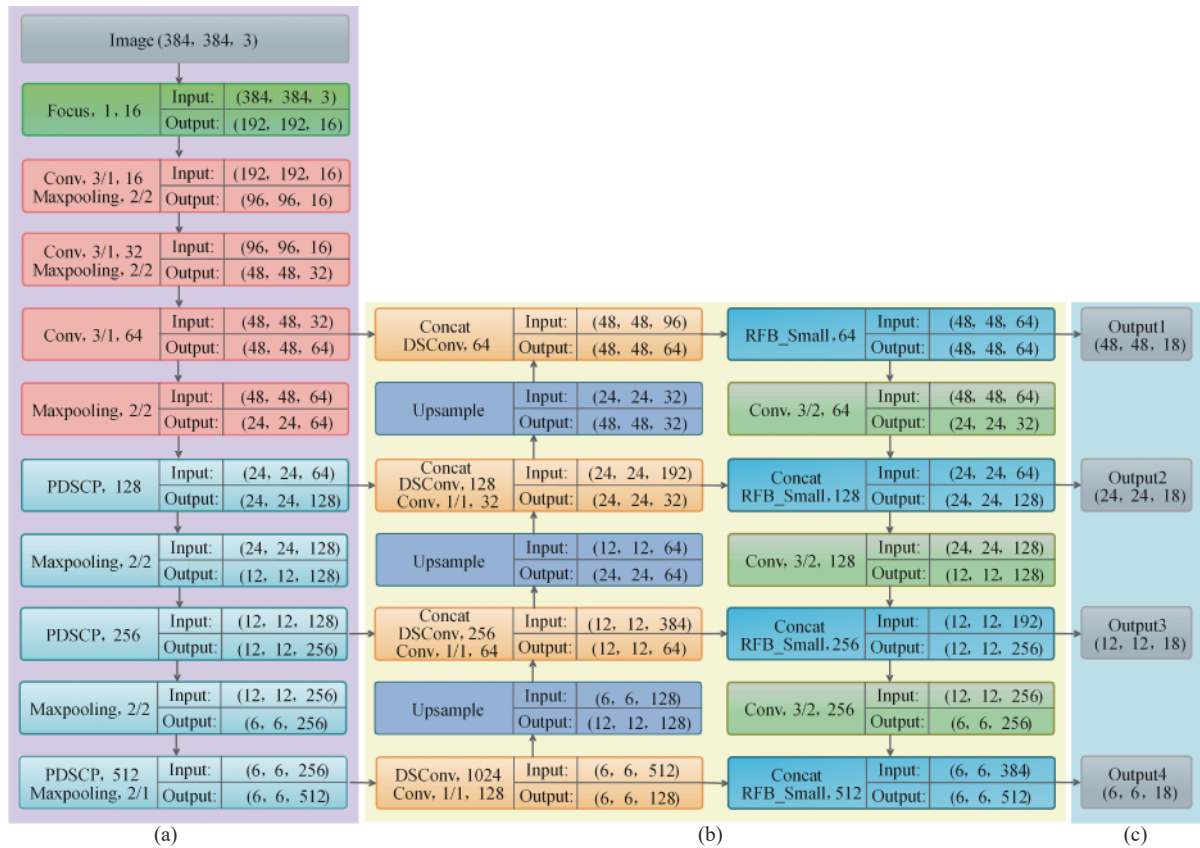 Image (384, 384, 3)
Focus, 1, 16
Input: (384, 384, 3)
Output: (192, 192, 16)
Conv, 3/1, 16
Maxpooling, 2/2
Input: (192, 192, 16)
Output: (96, 96, 16)
Conv, 3/1, 32
Maxpooling, 2/2
Input: (96, 96, 16)
Output: (48, 48, 32)
Conv, 3/1, 64
Input: (48, 48, 32)
Output: (48, 48, 64)
Maxpooling, 2/2
Input: (48, 48, 64)
Output: (24, 24, 64)
PDSCP, 128
Input: (24, 24, 64)
Output: (24, 24, 128)
Maxpooling, 2/2
Input: (24, 24, 128)
Output: (12, 12, 128)
PDSCP, 256
Input: (12, 12, 128)
Output: (12, 12, 256)
Maxpooling, 2/2
Input: (12, 12, 256)
Output: (6, 6, 256)
PDSCP, 512
Maxpooling, 2/1
Input: (6, 6, 256)
Output: (6, 6, 512)
(a)
Concat
DSConv, 64
Input: (48, 48, 96)
Output: (48, 48, 64)
Upsample
Input: (24, 24, 32)
Output: (48, 48, 32)
Concat
DSConv, 128
Conv, 1/1, 32
Input: (24, 24, 192)
Output: (24, 24, 32)
Upsample
Input: (12, 12, 64)
Output: (24, 24, 64)
Concat
DSConv, 256
Conv, 1/1, 64
Input: (12, 12, 384)
Output: (12, 12, 64)
Upsample
Input: (6, 6, 128)
Output: (12, 12, 128)
DSConv, 1024
Conv, 1/1, 128
Input: (6, 6, 512)
Output: (6, 6, 128)
RFB_Small, 64
Input: (48, 48, 64)
Output: (48, 48, 64)
Conv, 3/2, 64
Input: (48, 48, 64)
Output: (24, 24, 32)
Concat
RFB_Small, 128
Input: (24, 24, 64)
Output: (24, 24, 128)
Conv, 3/2, 128
Input: (24, 24, 128)
Output: (12, 12, 128)
Concat
RFB_Small, 256
Input: (12, 12, 192)
Output: (12, 12, 256)
Conv, 3/2, 256
Input: (12, 12, 256)
Output: (6, 6, 256)
Concat
RFB_Small, 512
Input: (6, 6, 384)
Output: (6, 6, 512)
(b)
Output1
(48, 48, 18)
Output2
(24, 24, 18)
Output3
(12, 12, 18)
Output4
(6, 6, 18)
(c)